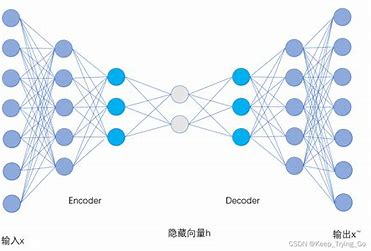 Encoder
Decoder
输入x
隐藏向量h
输出x~
CSDN @Keep_Trying_Go